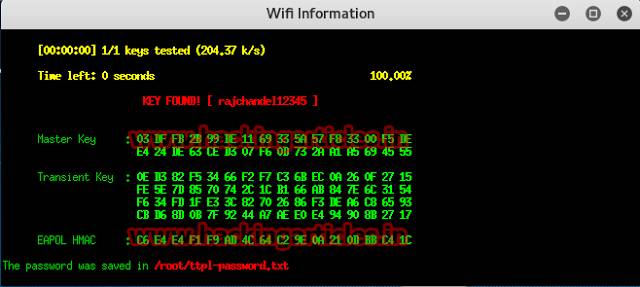 Wifi Information
[00:00:00] 1/1 keys tested (204.37 k/s)
Time left: 0 seconds 100.00%
KEY FOUND! [ rajchandel12345 ]
Master Key : 03 DF FB 2B 99 DE 11 69 33 5A 57 F8 33 00 F5 DE
E4 24 DE 63 CE D3 07 F6 0D 73 2A A1 A5 69 45 55
Transient Key : 0E D3 82 F5 34 66 F2 F7 C3 6B EC 0A 26 0F 27 15
FE 5E 7D 85 70 74 2C 1C B1 66 AB 84 7E 6C 31 54
F6 34 FD 1F E3 3C 82 70 26 86 F3 DE A6 C8 65 93
CB D6 8D 0B 7F 92 44 A7 AE E0 E4 94 90 8B 27 17
EAPOL HMAC : C6 E4 E4 F1 F9 AD 4C 64 C2 9E 0A 21 0D BB C4 1C
The password was saved in /root/ttpl-password.txt
www.hackingarticles.in
www.hackingarticles.in